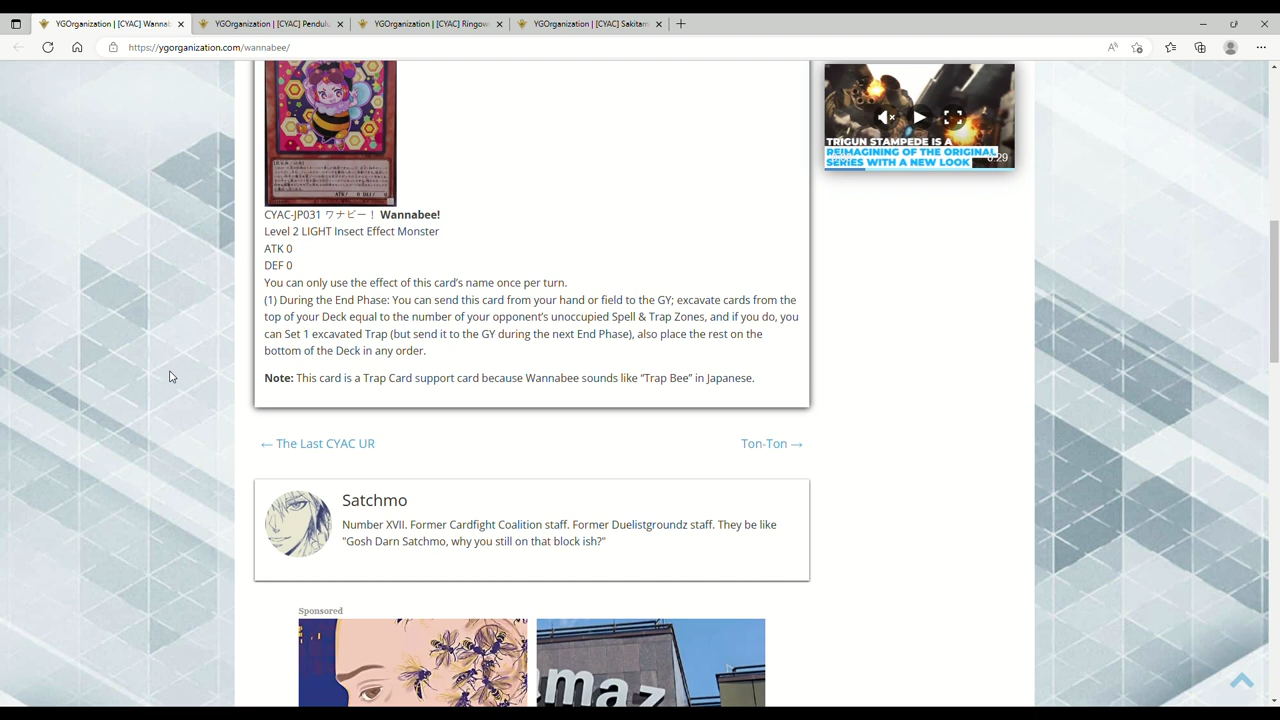 YGOrganization | [CYAC] Wannab
YGOrganization | [CYAC] Pendulu
YGOrganization | [CYAC] Ringow
YGOrganization | [CYAC] Sakitam
https://ygorganization.com/wannabee/
CYAC-JP031 ワナビー！ Wannabee!
Level 2 LIGHT Insect Effect Monster
ATK 0
DEF 0
You can only use the effect of this card’s name once per turn.
(1) During the End Phase: You can send this card from your hand or field to the GY; excavate cards from the
top of your Deck equal to the number of your opponent’s unoccupied Spell & Trap Zones, and if you do, you
can Set 1 excavated Trap (but send it to the GY during the next End Phase), also place the rest on the
bottom of the Deck in any order.
Note: This card is a Trap Card support card because Wannabee sounds like “Trap Bee” in Japanese.
← The Last CYAC UR
Ton-Ton →
Satchmo
Number XVII. Former Cardfight Coalition staff. Former Duelistgroundz staff. They be like
"Gosh Darn Satchmo, why you still on that block ish?"
Sponsored
amaz
TRIGUN STAMPEDE IS A
REIMAGINING OF THE ORIGINAL
SERIES WITH A NEW LOOK
0:29